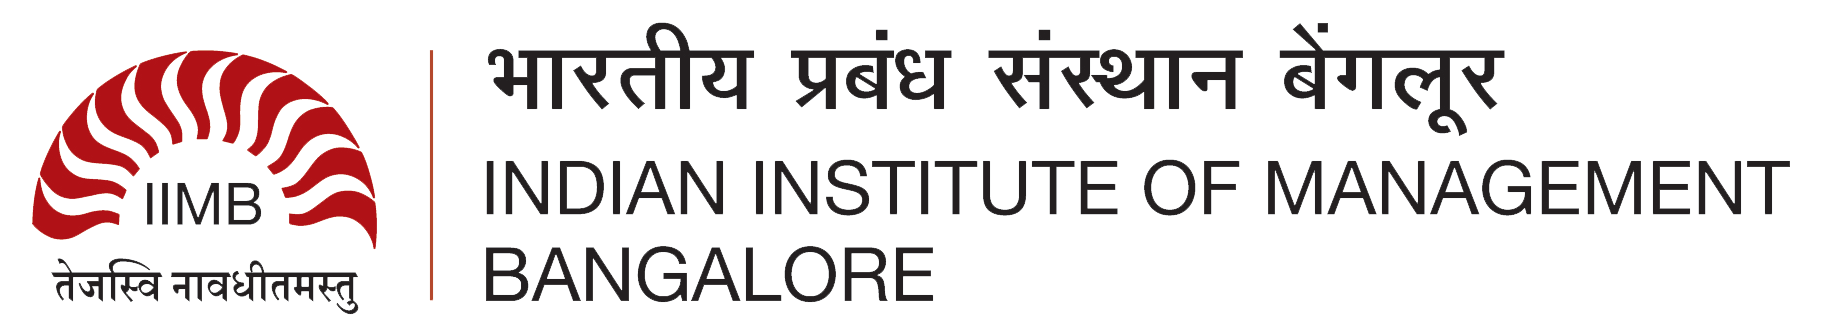 IIMB
तेजस्वि नावधीतमस्तु
भारतीय प्रबंध संस्थान बेंगलूर
INDIAN INSTITUTE OF MANAGEMENT
BANGALORE